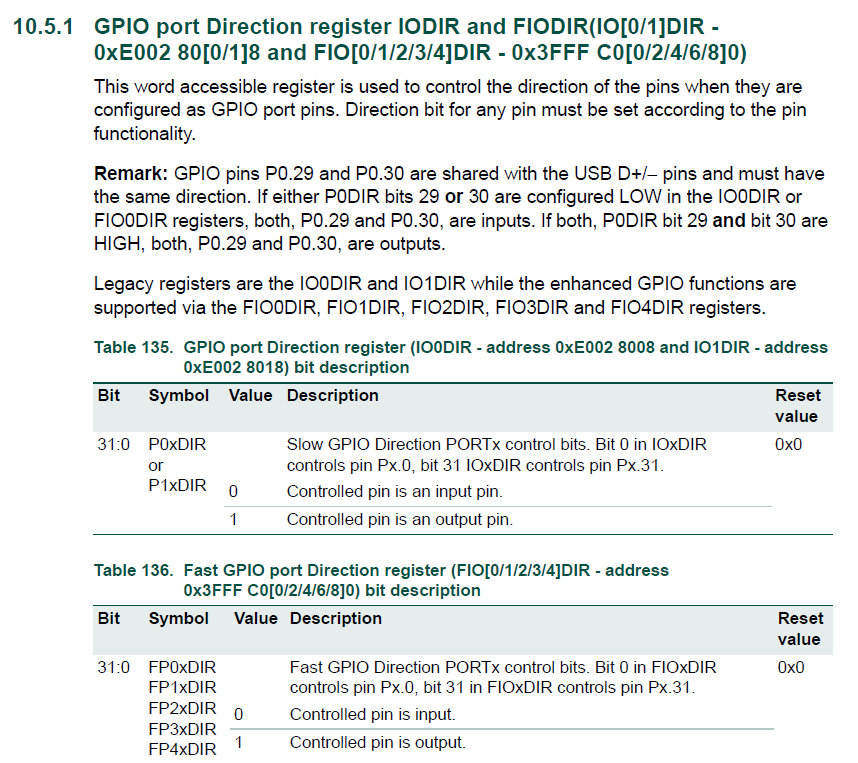 10.5.1 GPIO port Direction register IODIR and FIODIR(IO[0/1]DIR -
0xE002 80[0/1]8 and FIO[0/1/2/3/4]DIR - 0x3FFF C0[0/2/4/6/8]0)
This word accessible register is used to control the direction of the pins when they are
configured as GPIO port pins. Direction bit for any pin must be set according to the pin
functionality.
Remark: GPIO pins P0.29 and P0.30 are shared with the USB D+/− pins and must have
the same direction. If either P0DIR bits 29 or 30 are configured LOW in the IO0DIR or
FIO0DIR registers, both, P0.29 and P0.30, are inputs. If both, P0DIR bit 29 and bit 30 are
HIGH, both, P0.29 and P0.30, are outputs.
Legacy registers are the IO0DIR and IO1DIR while the enhanced GPIO functions are
supported via the FIO0DIR, FIO1DIR, FIO2DIR, FIO3DIR and FIO4DIR registers.
Table 135. GPIO port Direction register (IO0DIR - address 0xE002 8008 and IO1DIR - address
0xE002 8018) bit description
Bit Symbol Value Description Reset
value
31:0 P0xDIR Slow GPIO Direction PORTx control bits. Bit 0 in IOxDIR 0x0
or controls pin Px.0, bit 31 IOxDIR controls pin Px.31.
P1xDIR 0 Controlled pin is an input pin.
1 Controlled pin is an output pin.
Table 136. Fast GPIO port Direction register (FIO[0/1/2/3/4]DIR - address
0x3FFF C0[0/2/4/6/8]0) bit description
Bit Symbol Value Description Reset
value
31:0 FP0xDIR Fast GPIO Direction PORTx control bits. Bit 0 in FIOxDIR 0x0
FP1xDIR controls pin Px.0, bit 31 in FIOxDIR controls pin Px.31.
FP2xDIR 0 Controlled pin is input.
FP3xDIR
FP4xDIR 1 Controlled pin is output.